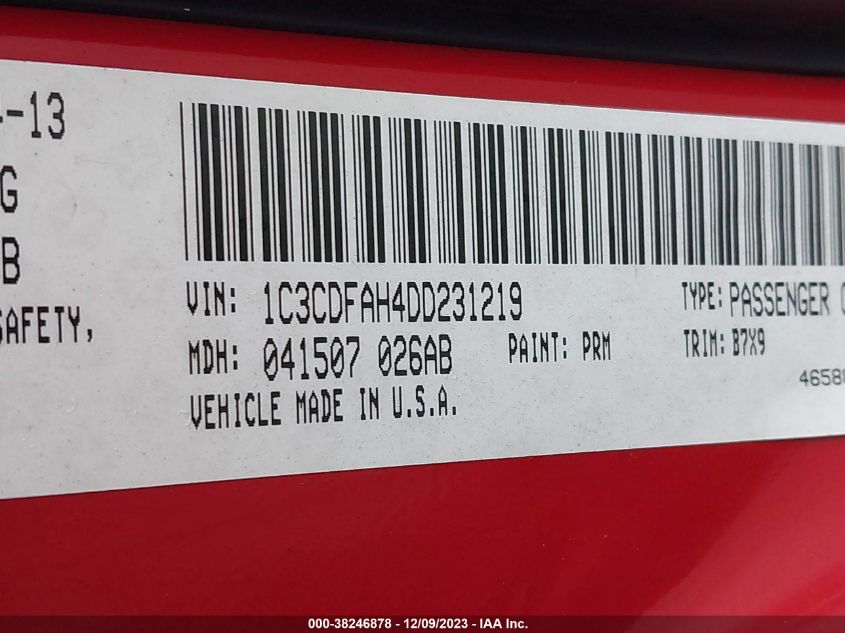 -13
G
B
SAFETY,
VIN: 1C3CDFAH4DD231219
TYPE: PASSENGER
MDH: 041507 026AB
PAINT: PRM
TRIM: B7X9
VEHICLE MADE IN U.S.A.
4658
000-38246878 - 12/09/2023 - IAA Inc.